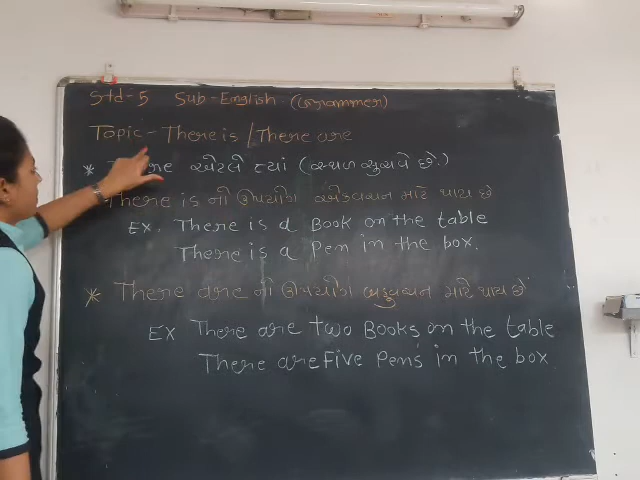 Std-5 Sub-English (Grammer)
Topic - There is / There are
* There એટલે ત્યાં (સ્થળ સુચવે છે.)
There is નો ઉપયોગ એકવચન માટે થાય છે
Ex. There is a Book on the table
There is a Pen in the box.
* There are નો ઉપયોગ બહુવચન માટે થાય છે
Ex There are two Books on the table
There are Five Pens in the box